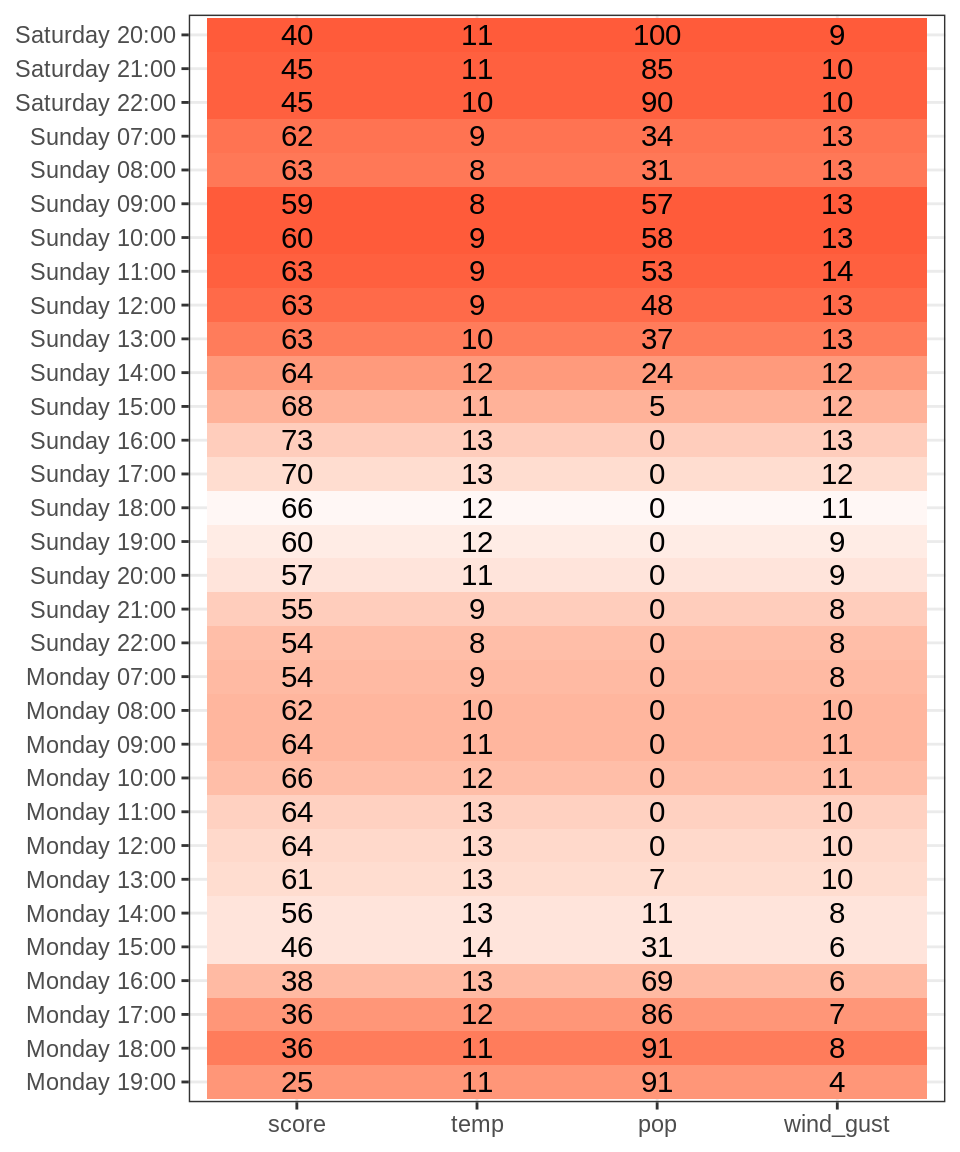 Saturday 20:00 40 11 100 9
Saturday 21:00 45 11 85 10
Saturday 22:00 45 10 90 10
Sunday 07:00 62 9 34 13
Sunday 08:00 63 8 31 13
Sunday 09:00 59 8 57 13
Sunday 10:00 60 9 58 13
Sunday 11:00 63 9 53 14
Sunday 12:00 63 9 48 13
Sunday 13:00 63 10 37 13
Sunday 14:00 64 12 24 12
Sunday 15:00 68 11 5 12
Sunday 16:00 73 13 0 13
Sunday 17:00 70 13 0 12
Sunday 18:00 66 12 0 11
Sunday 19:00 60 12 0 9
Sunday 20:00 57 11 0 9
Sunday 21:00 55 9 0 8
Sunday 22:00 54 8 0 8
Monday 07:00 54 9 0 8
Monday 08:00 62 10 0 10
Monday 09:00 64 11 0 11
Monday 10:00 66 12 0 11
Monday 11:00 64 13 0 10
Monday 12:00 64 13 0 10
Monday 13:00 61 13 7 10
Monday 14:00 56 13 11 8
Monday 15:00 46 14 31 6
Monday 16:00 38 13 69 6
Monday 17:00 36 12 86 7
Monday 18:00 36 11 91 8
Monday 19:00 25 11 91 4
score temp pop wind_gust